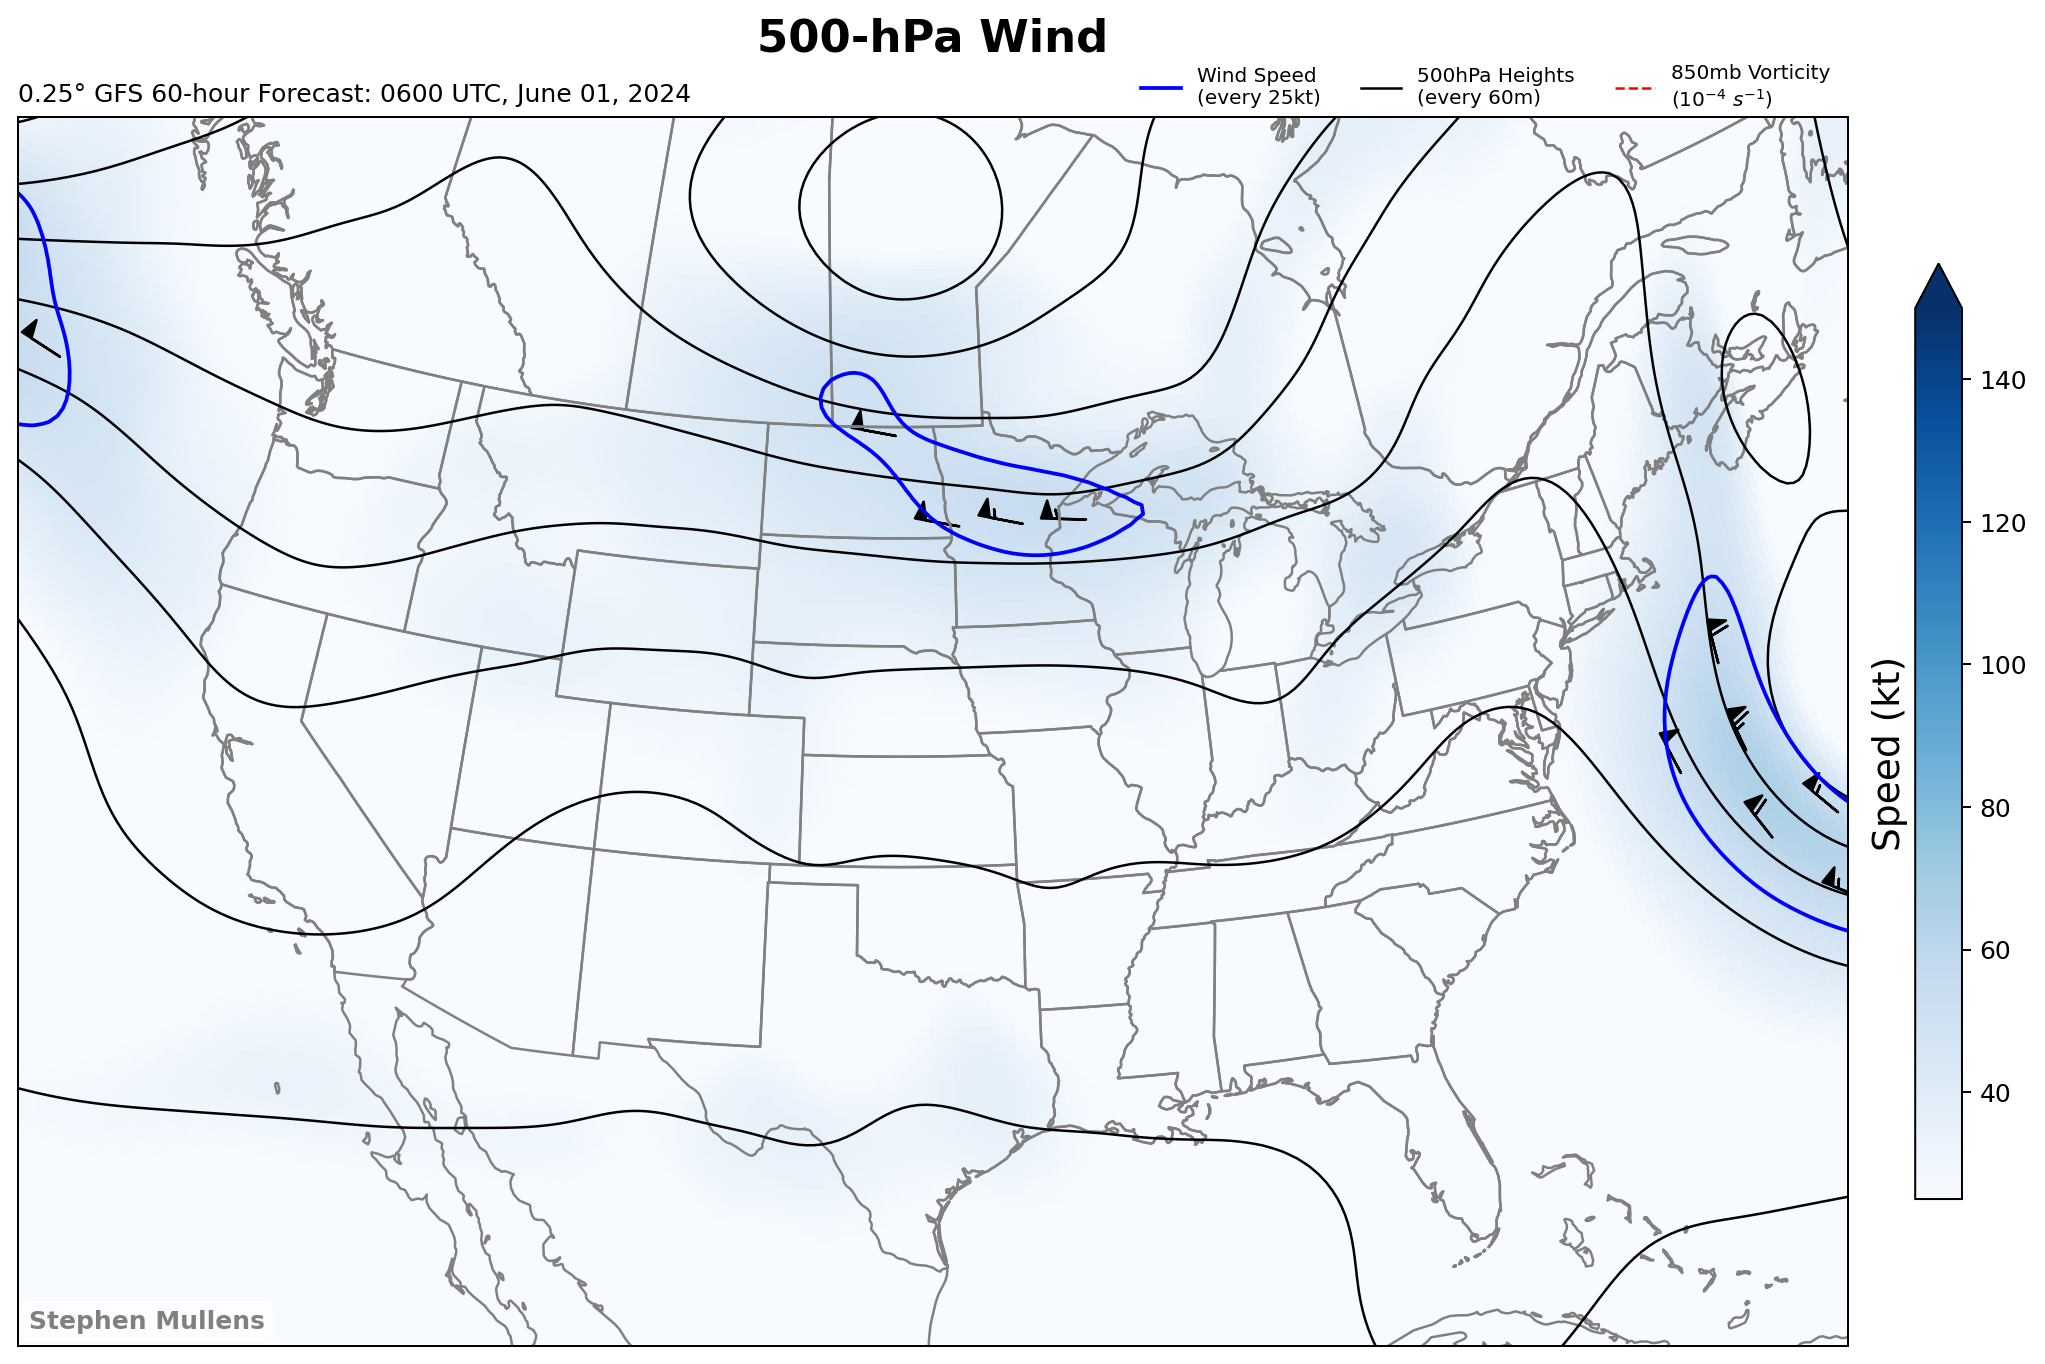 500-hPa Wind
0.25° GFS 60-hour Forecast: 0600 UTC, June 01, 2024
Wind Speed
(every 25kt)
500hPa Heights
(every 60m)
850mb Vorticity
(10⁻⁴ s⁻¹)
140
120
100
80
60
40
Speed (kt)
Stephen Mullens